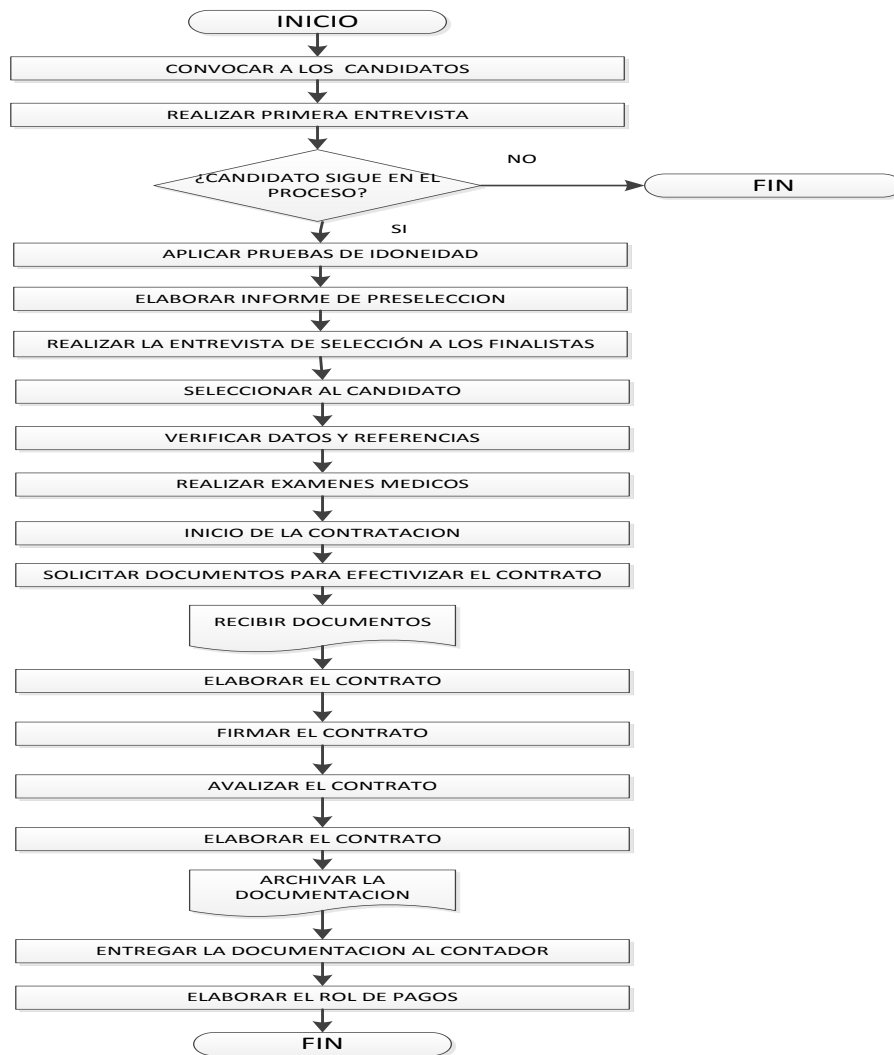 INICIO
CONVOCAR A LOS CANDIDATOS
REALIZAR PRIMERA ENTREVISTA
¿CANDIDATO SIGUE EN EL
PROCESO?
NO
FIN
SI
APLICAR PRUEBAS DE IDONEIDAD
ELABORAR INFORME DE PRESELECCION
REALIZAR LA ENTREVISTA DE SELECCIÓN A LOS FINALISTAS
SELECCIONAR AL CANDIDATO
VERIFICAR DATOS Y REFERENCIAS
REALIZAR EXAMENES MEDICOS
INICIO DE LA CONTRATACION
SOLICITAR DOCUMENTOS PARA EFECTIVIZAR EL CONTRATO
RECIBIR DOCUMENTOS
ELABORAR EL CONTRATO
FIRMAR EL CONTRATO
AVALIZAR EL CONTRATO
ELABORAR EL CONTRATO
ARCHIVAR LA
DOCUMENTACION
ENTREGAR LA DOCUMENTACION AL CONTADOR
ELABORAR EL ROL DE PAGOS
FIN